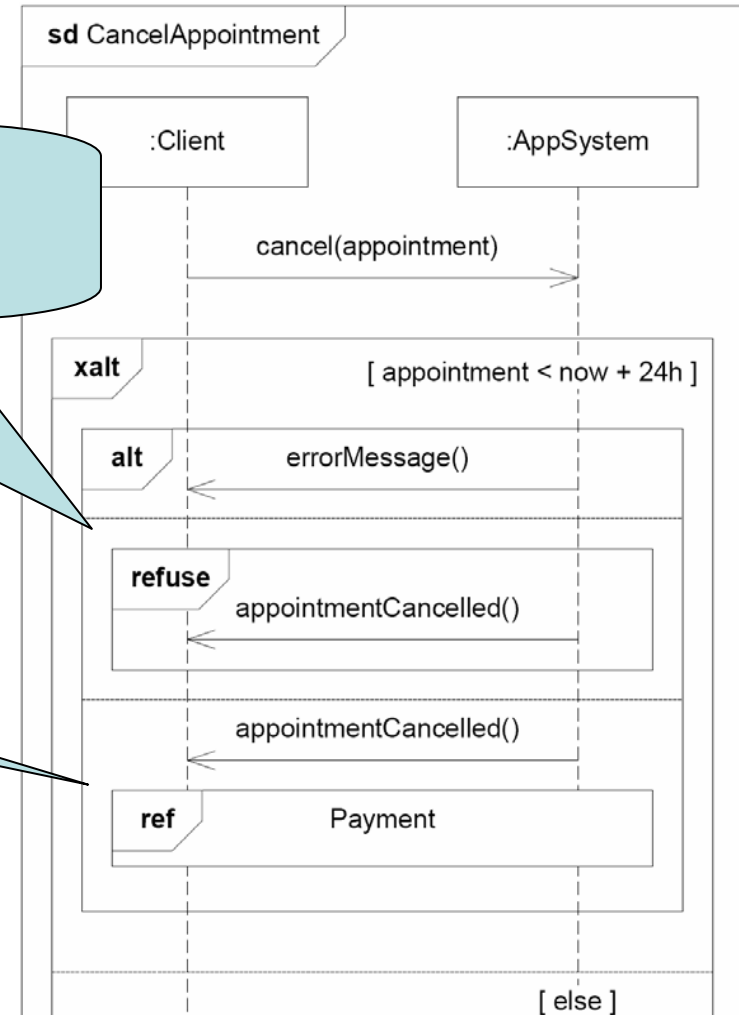 sd CancelAppointment
:Client
:AppSystem
cancel(appointment)
xalt
[ appointment < now + 24h ]
alt
errorMessage()
refuse
appointmentCancelled()
appointmentCancelled()
ref
Payment
[ else ]